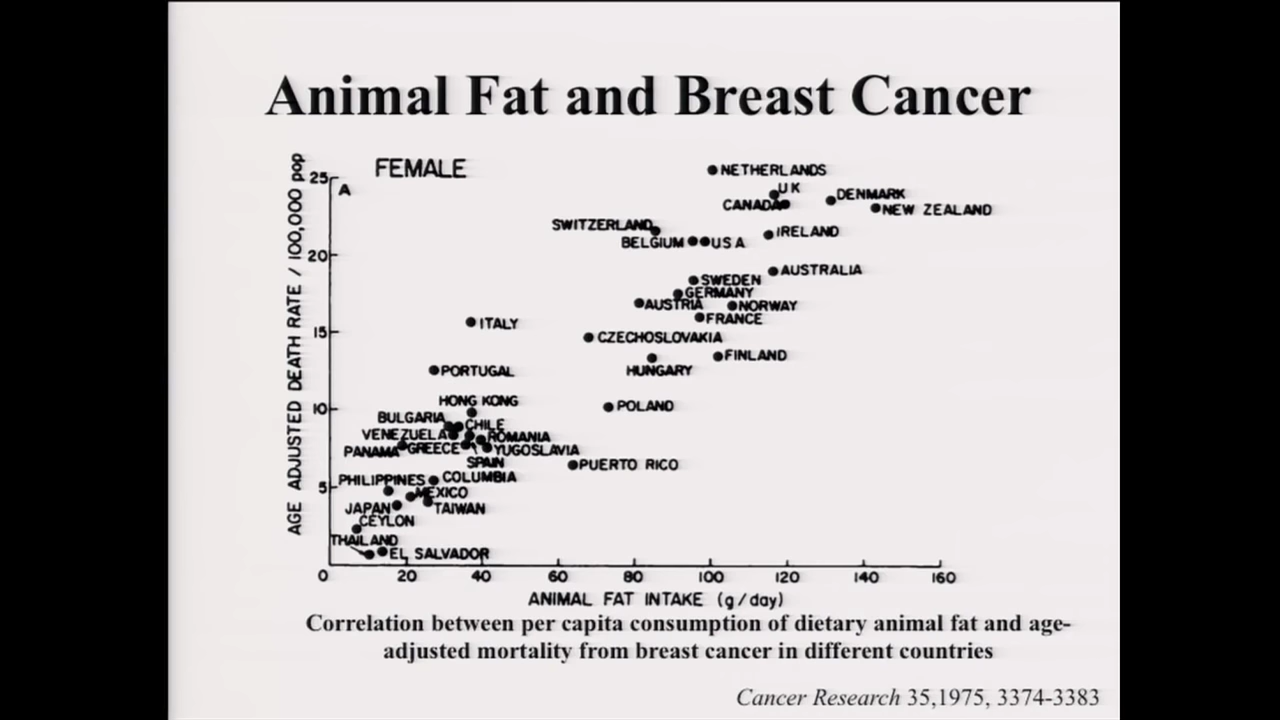 Animal Fat and Breast Cancer
FEMALE
A
AGE ADJUSTED DEATH RATE / 100,000 pop
25
20
15
10
5
NETHERLANDS
UK
CANADA
DENMARK
NEW ZEALAND
SWITZERLAND
BELGIUM
USA
IRELAND
AUSTRALIA
SWEDEN
GERMANY
AUSTRIA
NORWAY
FRANCE
ITALY
CZECHOSLOVAKIA
HUNGARY
FINLAND
PORTUGAL
HONG KONG
POLAND
BULGARIA
CHILE
VENEZUELA
ROMANIA
PANAMA
GREECE
YUGOSLAVIA
SPAIN
PUERTO RICO
PHILIPPINES
COLUMBIA
MEXICO
JAPAN
TAIWAN
CEYLON
THAILAND
EL SALVADOR
0 20 40 60 80 100 120 140 160
ANIMAL FAT INTAKE (g/day)
Correlation between per capita consumption of dietary animal fat and age-
adjusted mortality from breast cancer in different countries
Cancer Research 35,1975, 3374-3383